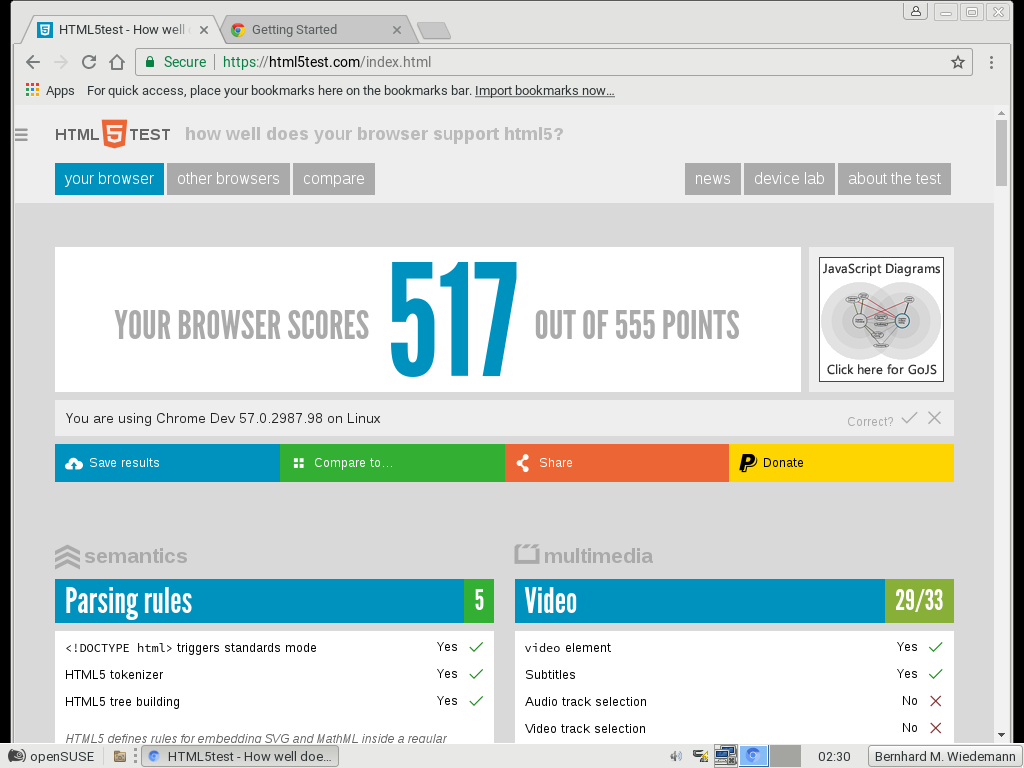 HTML5test - How well
Getting Started
Secure
https://html5test.com/index.html
Apps
For quick access, place your bookmarks here on the bookmarks bar. Import bookmarks now...
HTML5TEST
how well does your browser support html5?
your browser
other browsers
compare
news
device lab
about the test
YOUR BROWSER SCORES 517 OUT OF 555 POINTS
JavaScript Diagrams
Click here for GoJS
You are using Chrome Dev 57.0.2987.98 on Linux
Correct?
Save results
Compare to...
Share
Donate
semantics
Parsing rules 5
<!DOCTYPE html> triggers standards mode Yes
HTML5 tokenizer Yes
HTML5 tree building Yes
HTML5 defines rules for embedding SVG and MathML inside a regular
multimedia
Video 29/33
video element Yes
Subtitles Yes
Audio track selection No
Video track selection No
openSUSE
HTML5test - How well doe...
02:30
Bernhard M. Wiedemann